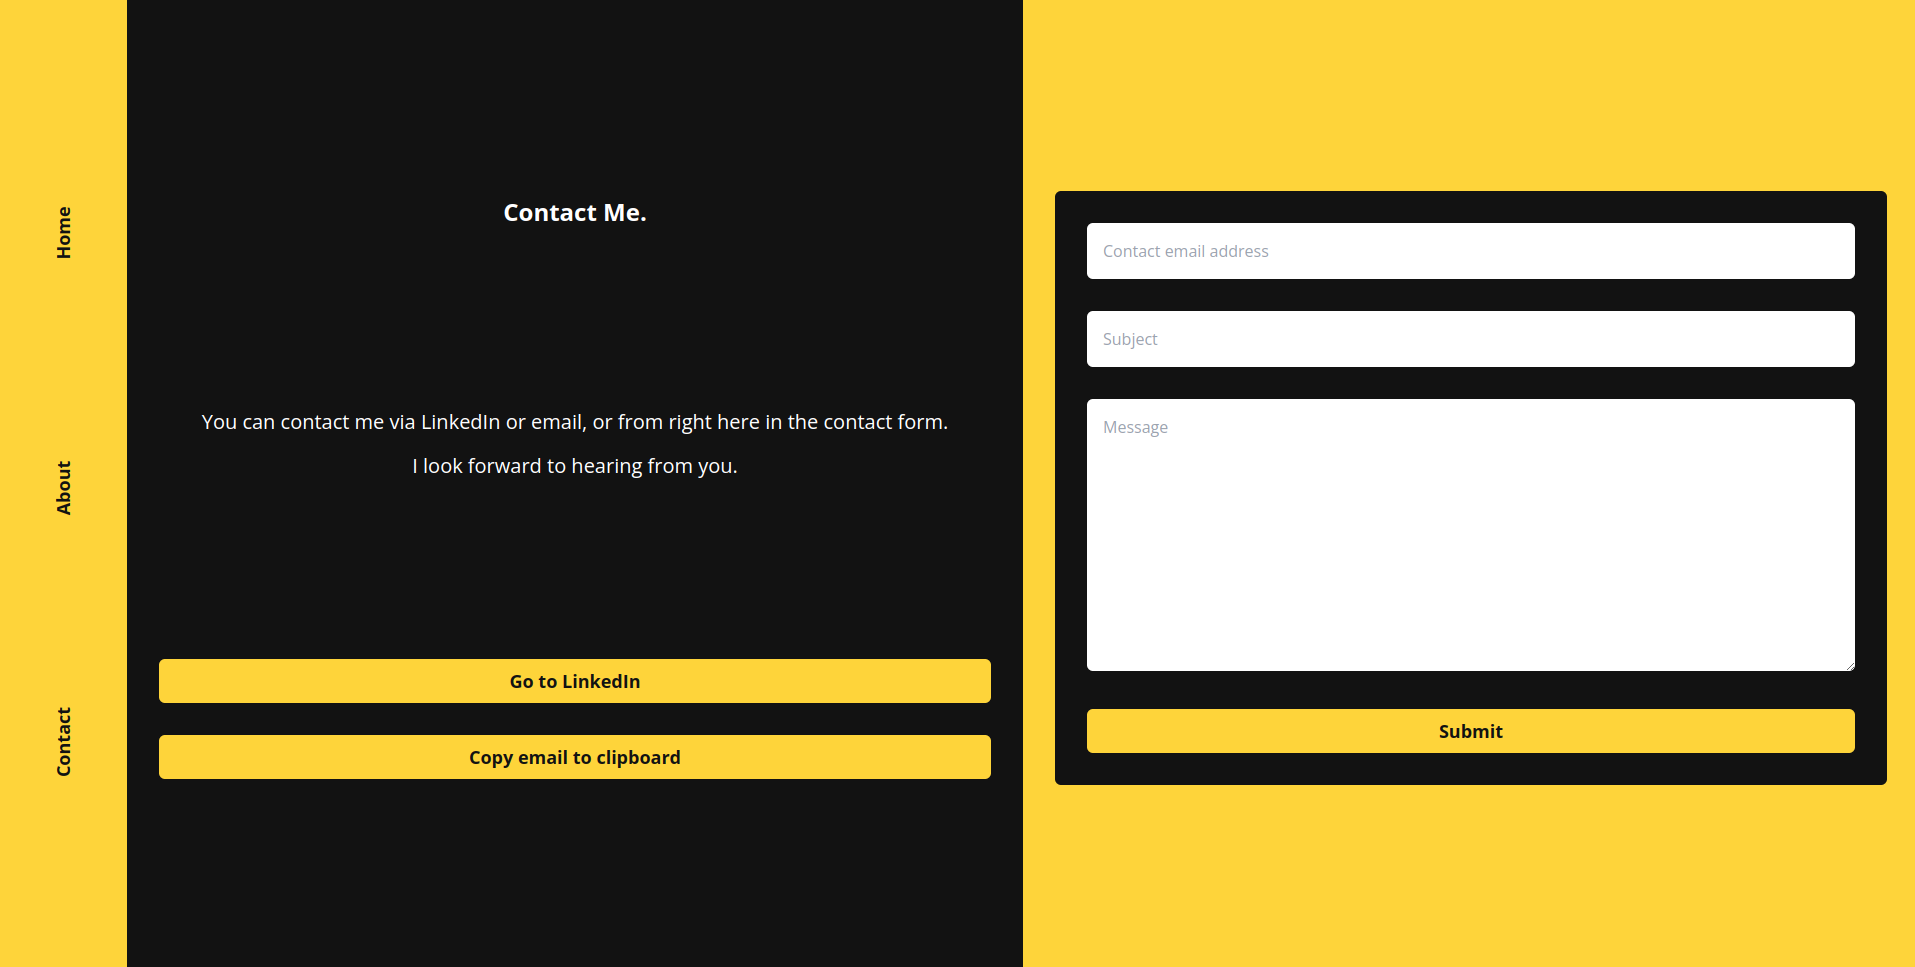 Home
About
Contact
Contact Me.
You can contact me via LinkedIn or email, or from right here in the contact form.
I look forward to hearing from you.
Go to LinkedIn
Copy email to clipboard
Contact email address
Subject
Message
Submit